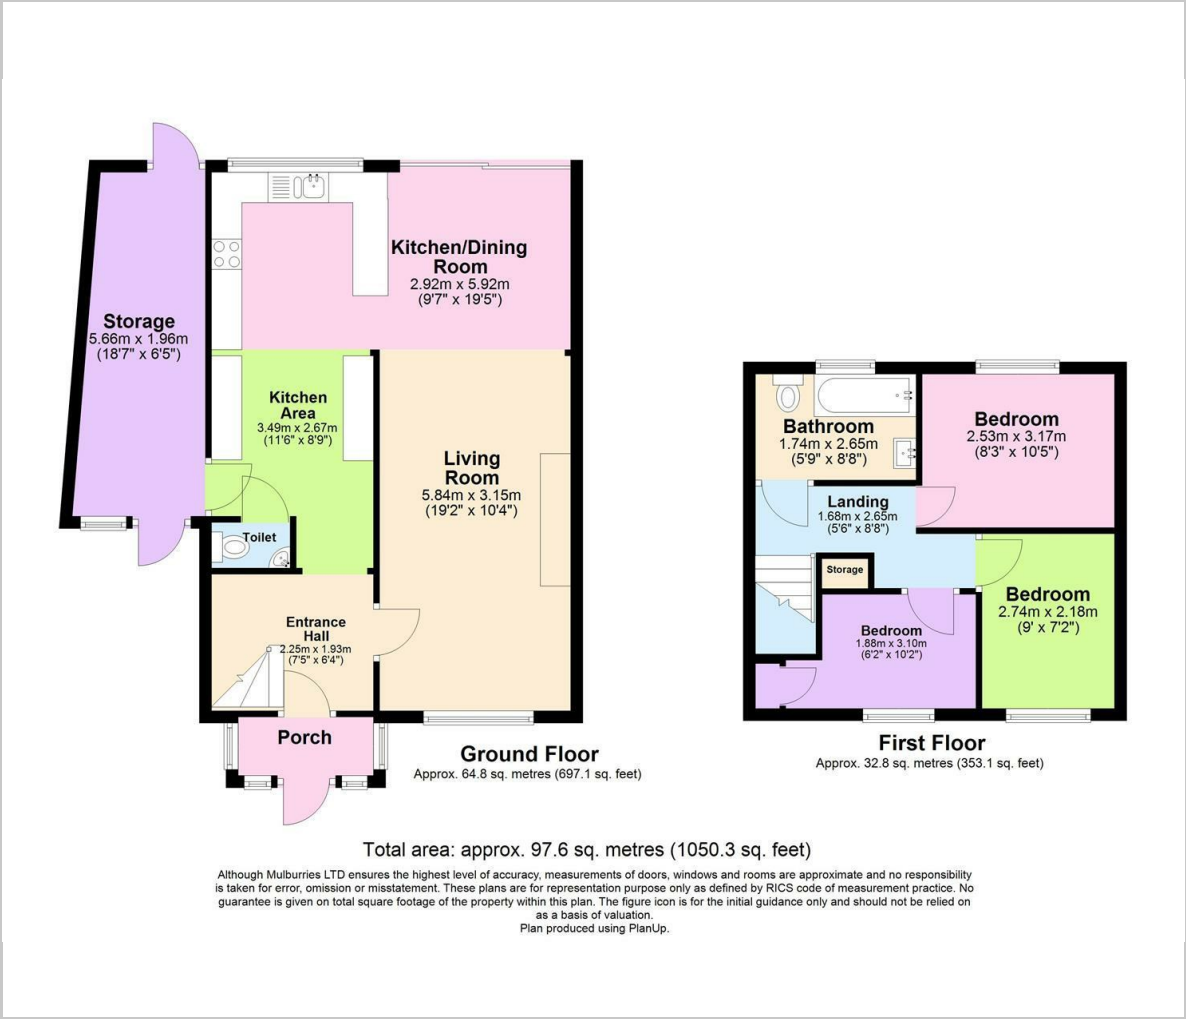 Kitchen/Dining
Room
2.92m x 5.92m
(9'7" x 19'5")
Storage
5.66m x 1.96m
(18'7" x 6'5")
Kitchen
Area
3.49m x 2.67m
(11'6" x 8'9")
Living
Room
5.84m x 3.15m
(19'2" x 10'4")
Toilet
Entrance
Hall
2.25m x 1.93m
(7'5" x 6'4")
Porch
Ground Floor
Approx. 64.8 sq. metres (697.1 sq. feet)
Bathroom
1.74m x 2.65m
(5'9" x 8'8")
Bedroom
2.53m x 3.17m
(8'3" x 10'5")
Landing
1.68m x 2.65m
(5'6" x 8'8")
Storage
Bedroom
2.74m x 2.18m
(9' x 7'2")
Bedroom
1.88m x 3.10m
(6'2" x 10'2")
First Floor
Approx. 32.8 sq. metres (353.1 sq. feet)
Total area: approx. 97.6 sq. metres (1050.3 sq. feet)
Although Mulburries LTD ensures the highest level of accuracy, measurements of doors, windows and rooms are approximate and no responsibility
is taken for error, omission or misstatement. These plans are for representation purpose only as defined by RICS code of measurement practice. No
guarantee is given on total square footage of the property within this plan. The figure icon is for the initial guidance only and should not be relied on
as a basis of valuation.
Plan produced using PlanUp.